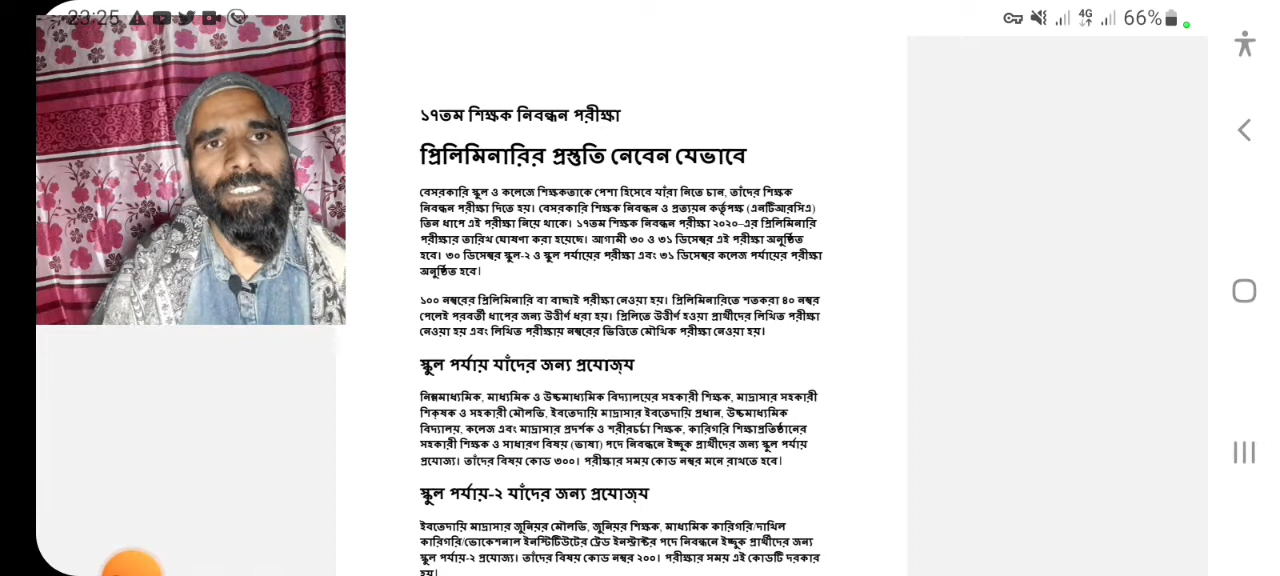 23:25
4G
66%
১৭তম শিক্ষক নিবন্ধন পরীক্ষা
প্রিলিমিনারির প্রস্তুতি নেবেন যেভাবে
বেসরকারি স্কুল ও কলেজে শিক্ষকতাকে পেশা হিসেবে যাঁরা নিতে চান, তাঁদের শিক্ষক
নিবন্ধন পরীক্ষা দিতে হয়। বেসরকারি শিক্ষক নিবন্ধন ও প্রত্যয়ন কর্তৃপক্ষ (এনটিআরসিএ)
তিন ধাপে এই পরীক্ষা নিয়ে থাকে। ১৭তম শিক্ষক নিবন্ধন পরীক্ষা ২০২০–এর প্রিলিমিনারি
পরীক্ষার তারিখ ঘোষণা করা হয়েছে। আগামী ৩০ ও ৩১ ডিসেম্বর এই পরীক্ষা অনুষ্ঠিত
হবে। ৩০ ডিসেম্বর স্কুল-২ ও স্কুল পর্যায়ের পরীক্ষা এবং ৩১ ডিসেম্বর কলেজ পর্যায়ের পরীক্ষা
অনুষ্ঠিত হবে।
১০০ নম্বরের প্রিলিমিনারি বা বাছাই পরীক্ষা নেওয়া হয়। প্রিলিমিনারিতে শতকরা ৪০ নম্বর
পেলেই পরবর্তী ধাপের জন্য উত্তীর্ণ ধরা হয়। প্রিলিতে উত্তীর্ণ হওয়া প্রার্থীদের লিখিত পরীক্ষা
নেওয়া হয় এবং লিখিত পরীক্ষায় নম্বরের ভিত্তিতে মৌখিক পরীক্ষা নেওয়া হয়।
স্কুল পর্যায় যাঁদের জন্য প্রযোজ্য
নিম্নমাধ্যমিক, মাধ্যমিক ও উচ্চমাধ্যমিক বিদ্যালয়ের সহকারী শিক্ষক, মাদ্রাসার সহকারী
শিক্ষক ও সহকারী মৌলভি, ইবতেদায়ি মাদ্রাসার ইবতেদায়ি প্রধান, উচ্চমাধ্যমিক
বিদ্যালয়, কলেজ এবং মাদ্রাসার প্রদর্শক ও শরীরচর্চা শিক্ষক, কারিগরি শিক্ষাপ্রতিষ্ঠানের
সহকারী শিক্ষক ও সাধারণ বিষয় (ভাষা) পদে নিবন্ধনে ইচ্ছুক প্রার্থীদের জন্য স্কুল পর্যায়
প্রযোজ্য। তাঁদের বিষয় কোড ৩০০। পরীক্ষার সময় কোড নম্বর মনে রাখতে হবে।
স্কুল পর্যায়-২ যাঁদের জন্য প্রযোজ্য
ইবতেদায়ি মাদ্রাসার জুনিয়র মৌলভি, জুনিয়র শিক্ষক, মাধ্যমিক কারিগরি/দাখিল
কারিগরি/ভোকেশনাল ইনস্টিটিউটের ট্রেড ইনস্ট্রাক্টর পদে নিবন্ধনে ইচ্ছুক প্রার্থীদের জন্য
স্কুল পর্যায়-২ প্রযোজ্য। তাঁদের বিষয় কোড নম্বর ২০০। পরীক্ষার সময় এই কোডটি দরকার
হয়।